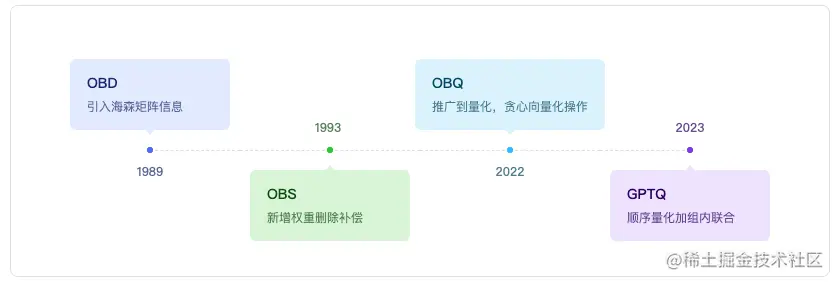 OBD
引入海森矩阵信息
1989
1993
OBS
新增权重删除补偿
OBQ
推广到量化，贪心向量化操作
2022
2023
GPTQ
顺序量化加组内联合
@稀土掘金技术社区